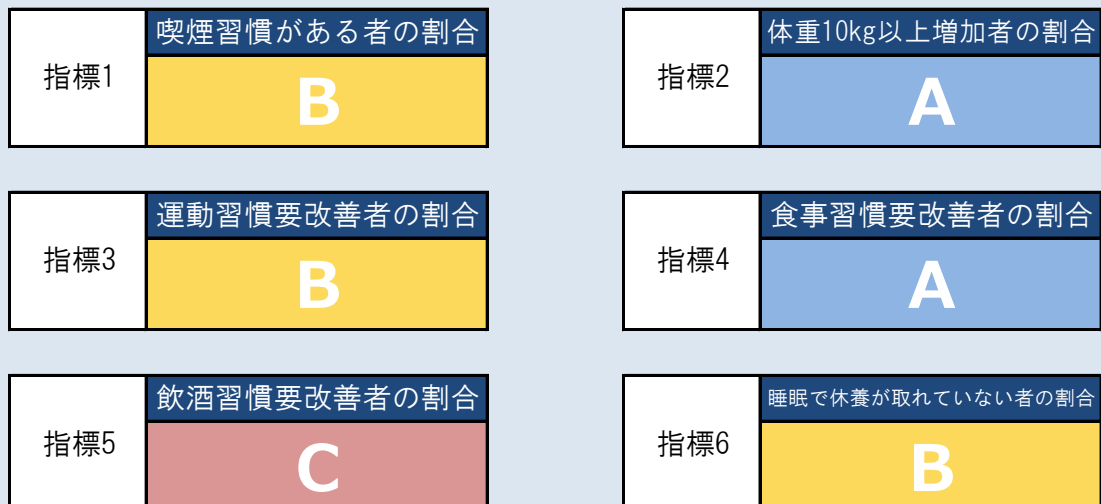 指標1
喫煙習慣がある者の割合
B
指標2
体重10kg以上増加者の割合
A
指標3
運動習慣要改善者の割合
B
指標4
食事習慣要改善者の割合
A
指標5
飲酒習慣要改善者の割合
C
指標6
睡眠で休養が取れていない者の割合
B